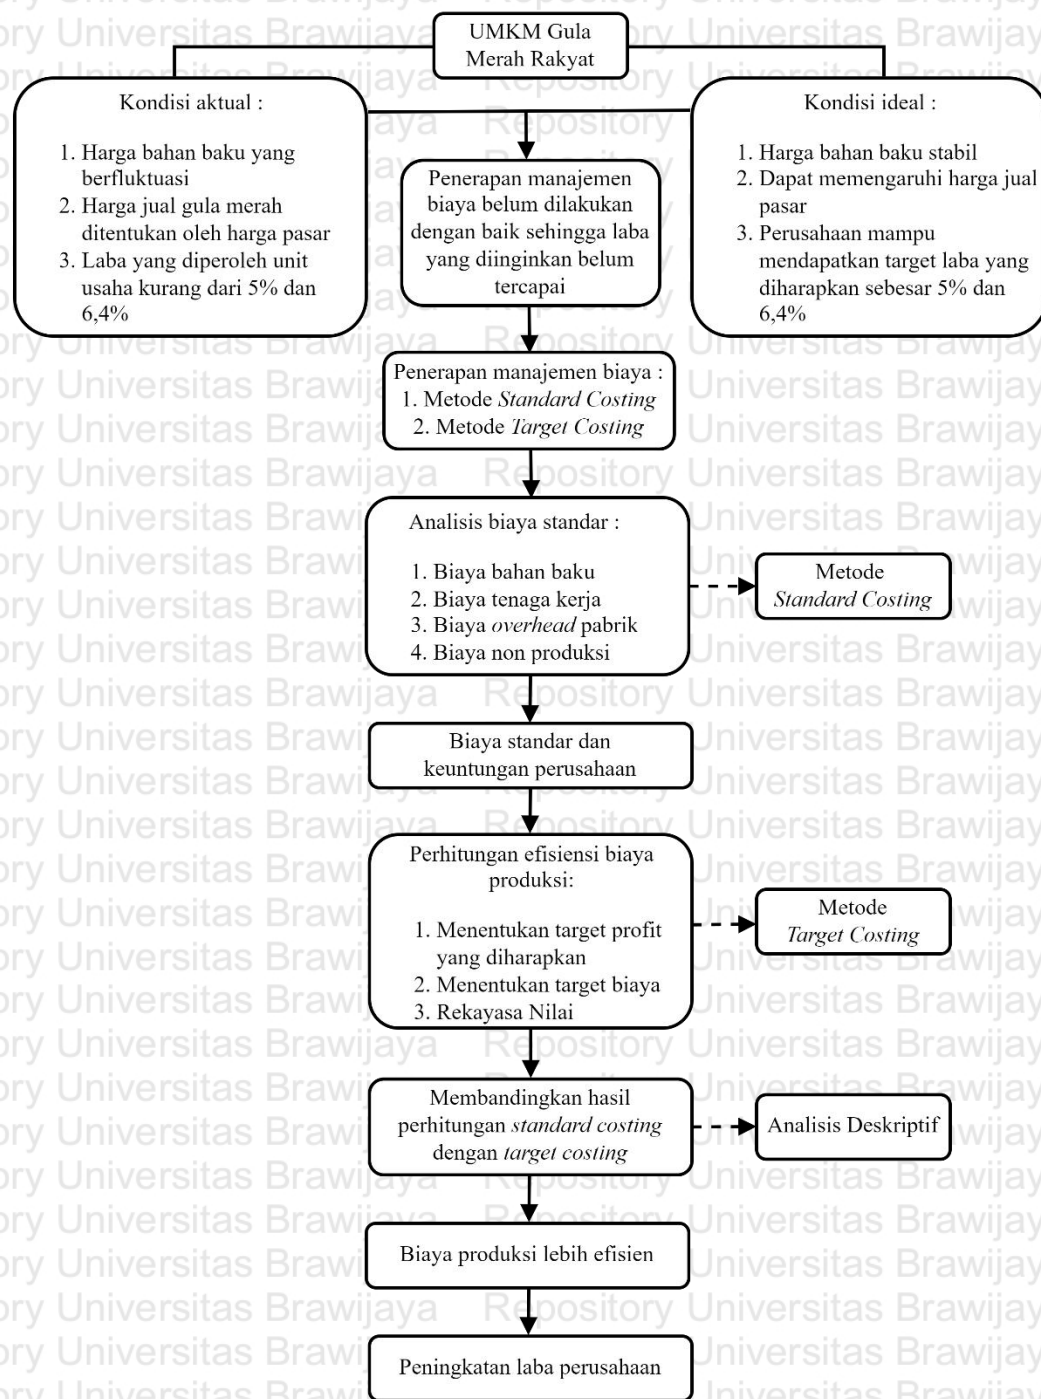 UMKM Gula
Merah Rakyat
Kondisi aktual :
1. Harga bahan baku yang
berfluktuasi
2. Harga jual gula merah
ditentukan oleh harga pasar
3. Laba yang diperoleh unit
usaha kurang dari 5% dan
6,4%
Penerapan manajemen
biaya belum dilakukan
dengan baik sehingga laba
yang diinginkan belum
tercapai
Kondisi ideal :
1. Harga bahan baku stabil
2. Dapat memengaruhi harga jual
pasar
3. Perusahaan mampu
mendapatkan target laba yang
diharapkan sebesar 5% dan
6,4%
Penerapan manajemen biaya :
1. Metode Standard Costing
2. Metode Target Costing
Analisis biaya standar :
1. Biaya bahan baku
2. Biaya tenaga kerja
3. Biaya overhead pabrik
4. Biaya non produksi
Metode
Standard Costing
Biaya standar dan
keuntungan perusahaan
Perhitungan efisiensi biaya
produksi:
1. Menentukan target profit
yang diharapkan
2. Menentukan target biaya
3. Rekayasa Nilai
Metode
Target Costing
Membandingkan hasil
perhitungan standard costing
dengan target costing
Analisis Deskriptif
Biaya produksi lebih efisien
Peningkatan laba perusahaan
Repository Universitas Brawijaya